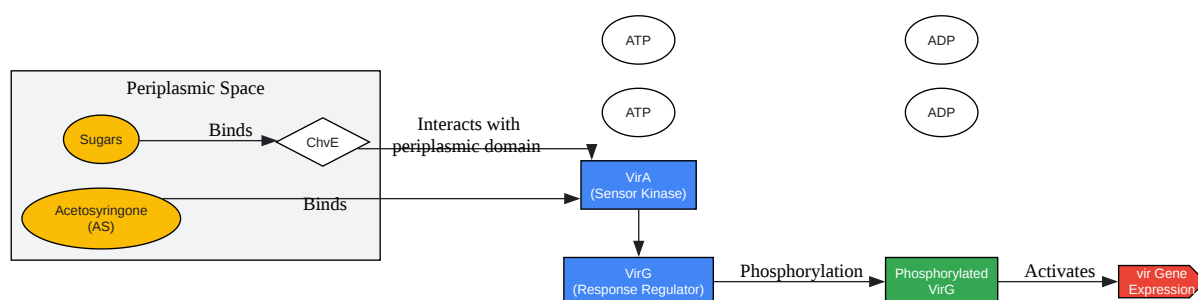 ATP
ADP
Periplasmic Space
ATP
ADP
Sugars
Binds
ChvE
Interacts with
periplasmic domain
VirA
(Sensor Kinase)
Acetosyringone
(AS)
Binds
VirG
(Response Regulator)
Phosphorylation
Phosphorylated
VirG
Activates
vir Gene
Expression